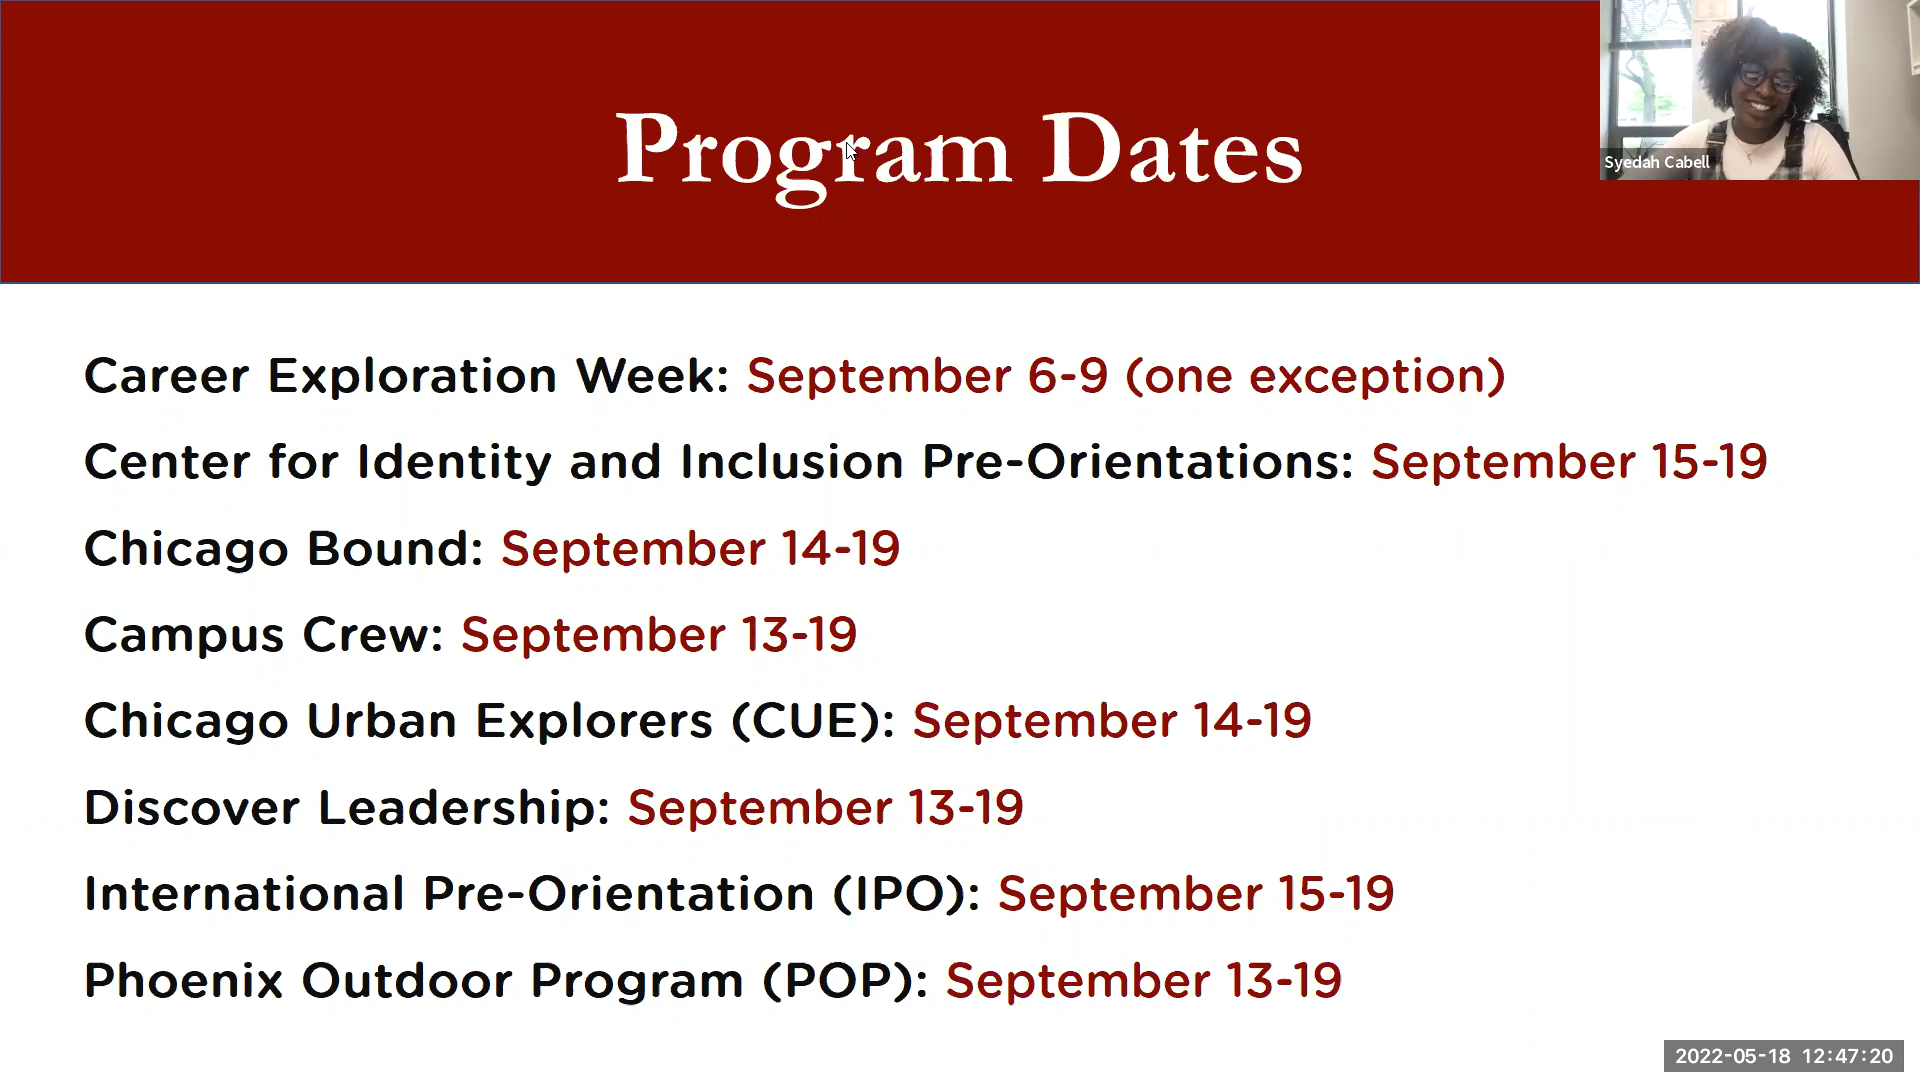 Program Dates
Syedah Cabell
Career Exploration Week: September 6-9 (one exception)
Center for Identity and Inclusion Pre-Orientations: September 15-19
Chicago Bound: September 14-19
Campus Crew: September 13-19
Chicago Urban Explorers (CUE): September 14-19
Discover Leadership: September 13-19
International Pre-Orientation (IPO): September 15-19
Phoenix Outdoor Program (POP): September 13-19
2022-05-18 12:47:20